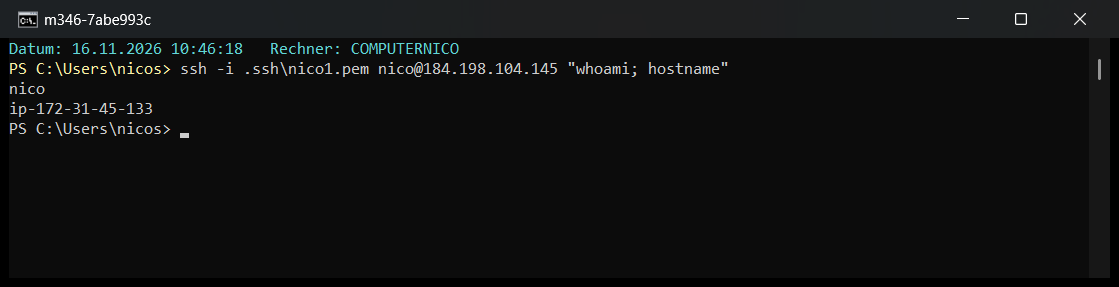 m346-7abe993c
Datum: 16.11.2026 10:46:18   Rechner: COMPUTERNICO
PS C:\Users\nicos> ssh -i .ssh\nico1.pem nico@184.198.104.145 "whoami; hostname"
nico
ip-172-31-45-133
PS C:\Users\nicos>